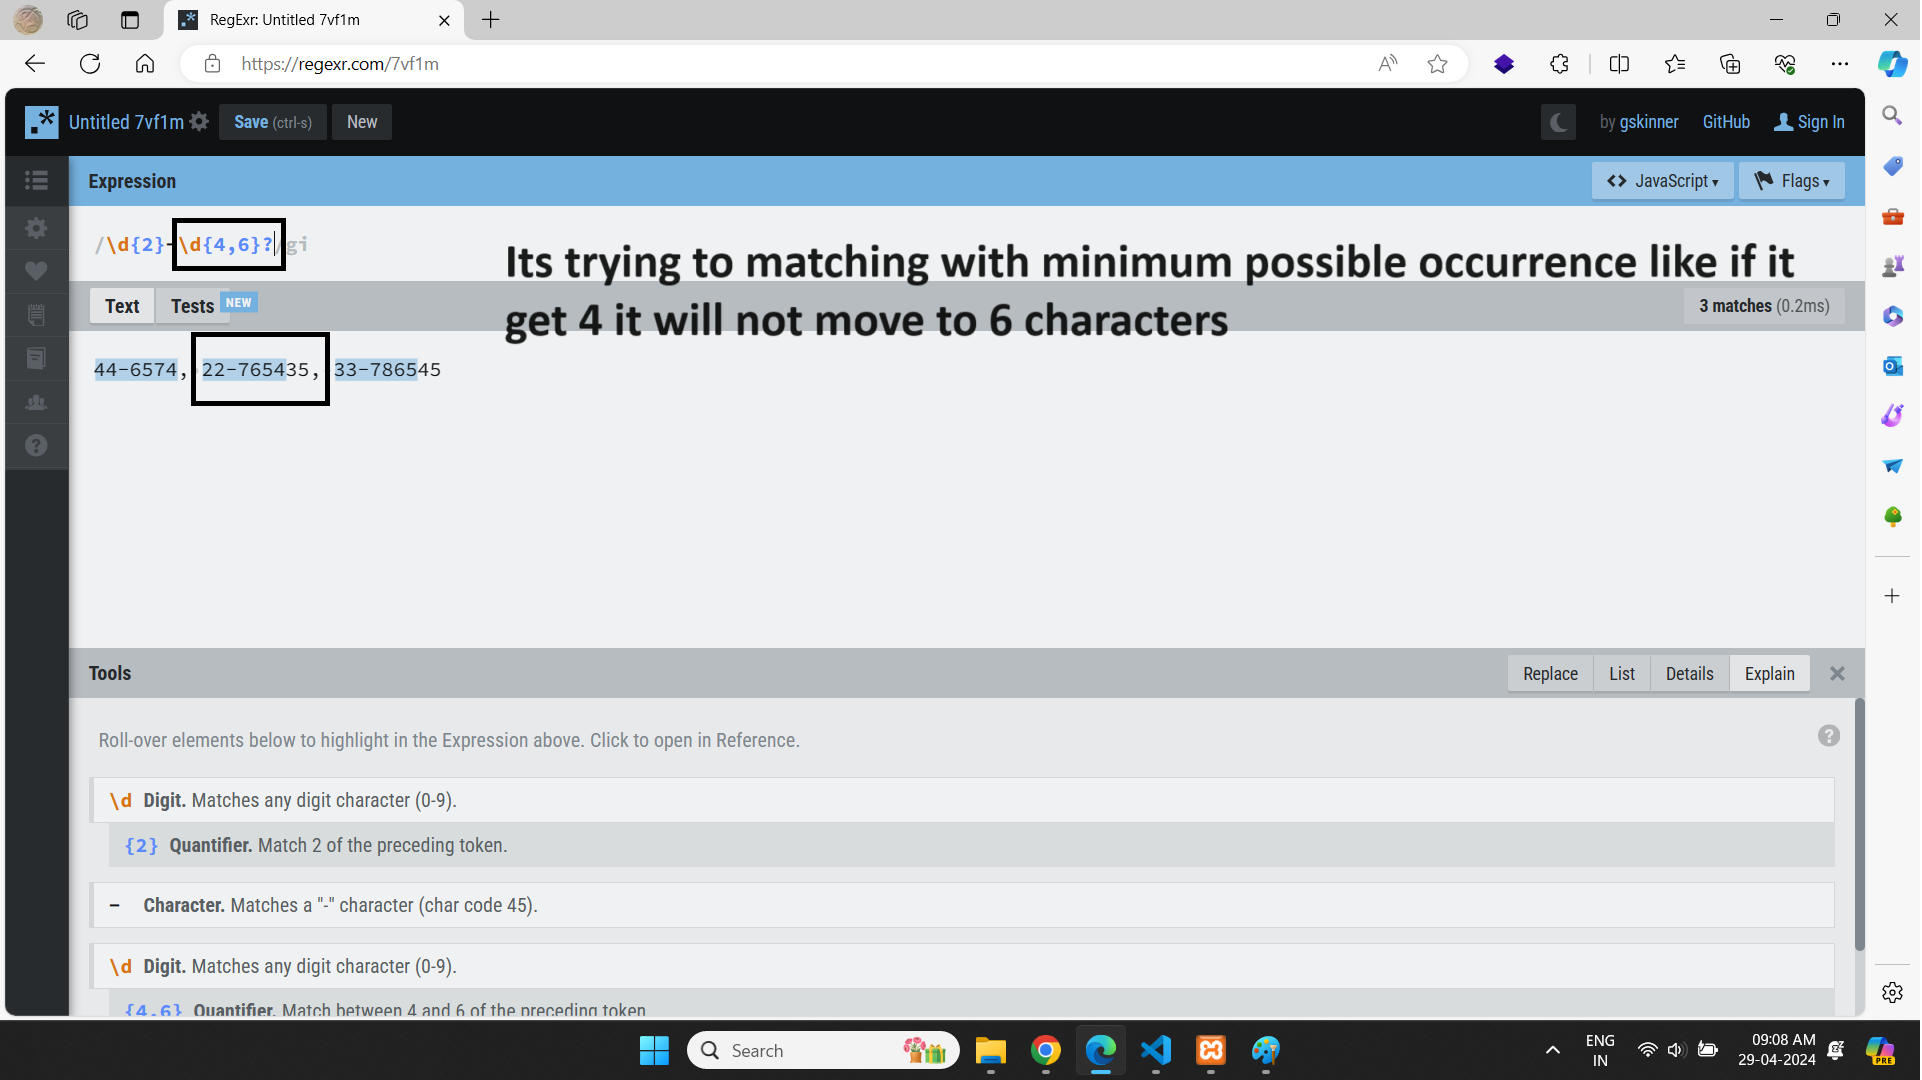 RegExr: Untitled 7vf1m
https://regexr.com/7vf1m
.* Untitled 7vf1m Save (ctrl-s) New by gskinner GitHub Sign In
Expression <> JavaScript Flags
/\d{2}-\d{4,6}?/gi
Its trying to matching with minimum possible occurrence like if it
get 4 it will not move to 6 characters
Text Tests NEW 3 matches (0.2ms)
44-6574, 22-765435, 33-786545
Tools Replace List Details Explain
Roll-over elements below to highlight in the Expression above. Click to open in Reference.
\d Digit. Matches any digit character (0-9).
{2} Quantifier. Match 2 of the preceding token.
- Character. Matches a "-" character (char code 45).
\d Digit. Matches any digit character (0-9).
{4,6} Quantifier. Match between 4 and 6 of the preceding token
Search
ENG
IN
09:08 AM
29-04-2024
PRE